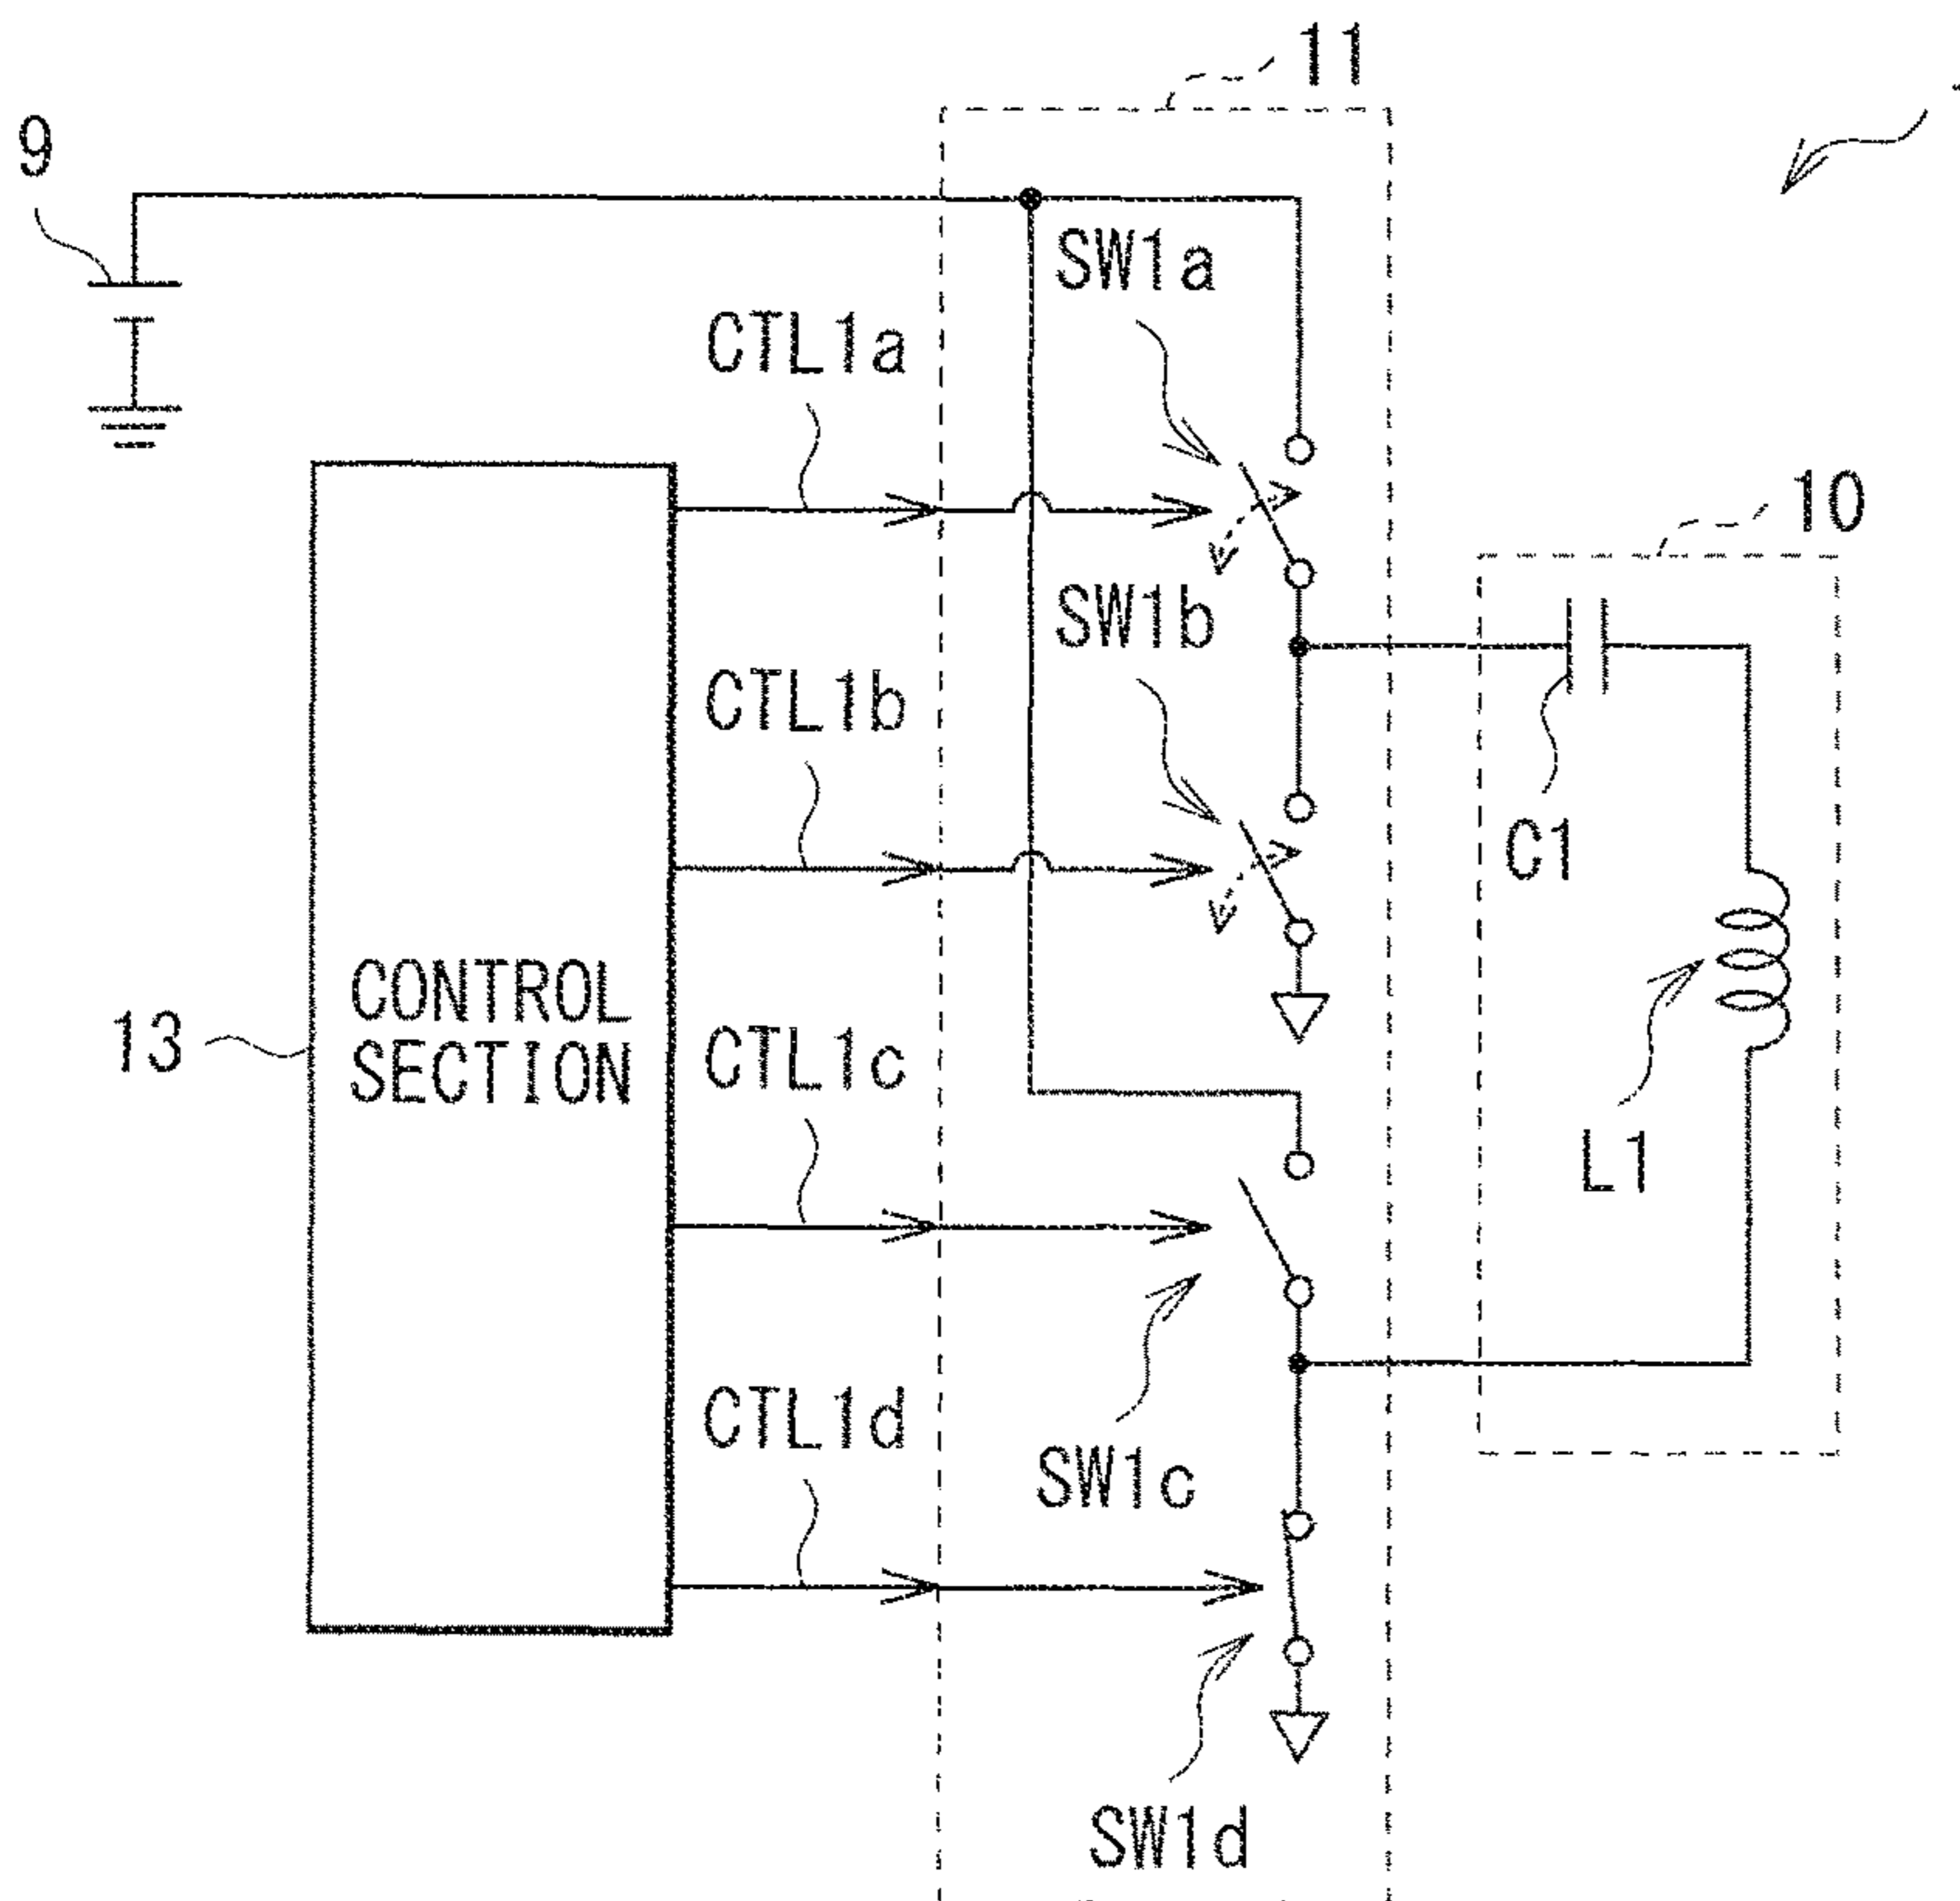 11
9
SW1a
CTL1a
10
SW1b
CTL1b
C1
CONTROL
SECTION
13
CTL1c
L1
CTL1d
SW1c
SW1d